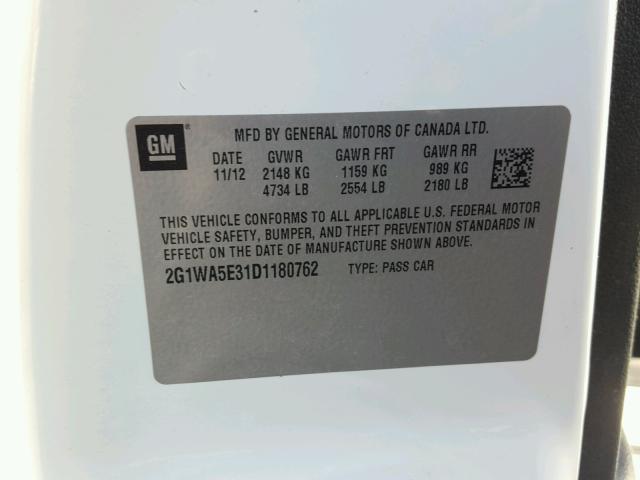 GM ®
MFD BY GENERAL MOTORS OF CANADA LTD.
DATE GVWR GAWR FRT GAWR RR
11/12 2148 KG 1159 KG 989 KG
4734 LB 2554 LB 2180 LB
THIS VEHICLE CONFORMS TO ALL APPLICABLE U.S. FEDERAL MOTOR
VEHICLE SAFETY, BUMPER, AND THEFT PREVENTION STANDARDS IN
EFFECT ON THE DATE OF MANUFACTURE SHOWN ABOVE.
2G1WA5E31D1180762 TYPE: PASS CAR